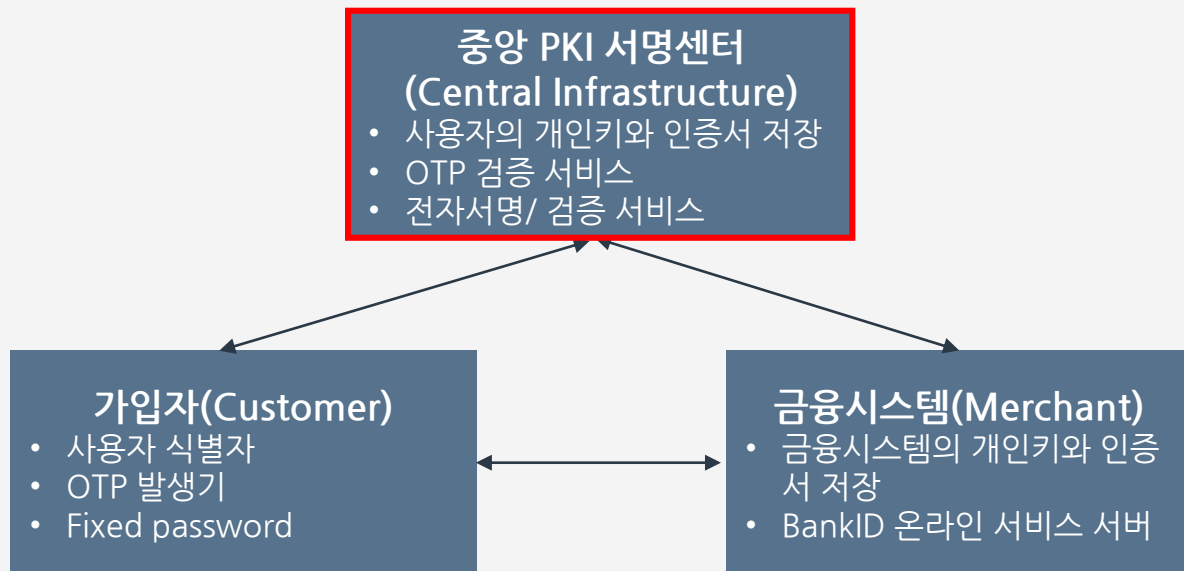 중앙 PKI 서명센터
(Central Infrastructure)
• 사용자의 개인키와 인증서 저장
• OTP 검증 서비스
• 전자서명/ 검증 서비스
가입자(Customer)
• 사용자 식별자
• OTP 발생기
• Fixed password
금융시스템(Merchant)
• 금융시스템의 개인키와 인증
서 저장
• BankID 온라인 서비스 서버